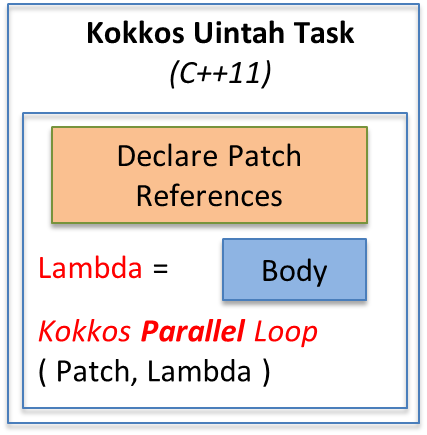 Kokkos Uintah Task
(C++11)
Declare Patch
References
Lambda = Body
Kokkos Parallel Loop
( Patch, Lambda )